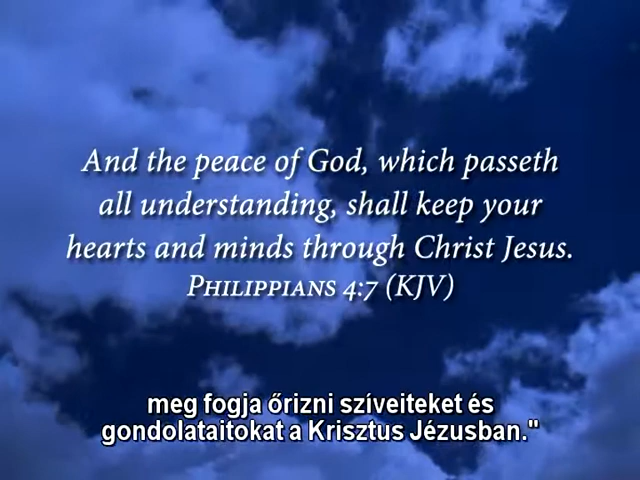 And the peace of God, which passeth
all understanding, shall keep your
hearts and minds through Christ Jesus.
Philippians 4:7 (KJV)
meg fogja őrizni szíveiteket és
gondolataitokat a Krisztus Jézusban."